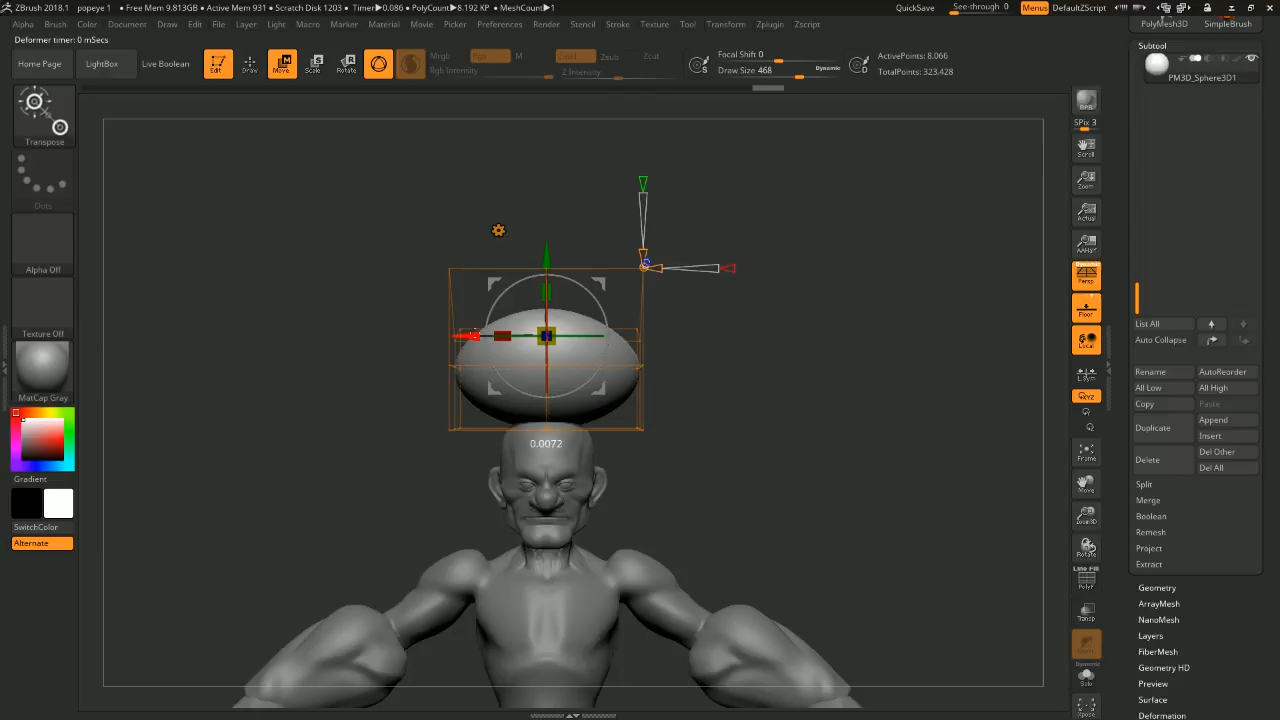 ZBrush 2018.1 popeye 1 • Free Mem 9.813GB • Active Mem 931 • Scratch Disk 1203 • Timer▶0.086 • PolyCount▶8.192 KP • MeshCount▶1 QuickSave See-through 0 Menus DefaultZScript
Alpha Brush Color Document Draw Edit File Layer Light Macro Marker Material Movie Picker Preferences Render Stencil Stroke Texture Tool Transform Zplugin Zscript
Deformer timer: 0 mSecs
Home Page LightBox Live Boolean Edit Draw Move Scale Rotate Mrgb M Zsub Zcut
Rgb Intensity Z Intensity
Focal Shift 0
Draw Size 468 Dynamic
ActivePoints: 8,066
TotalPoints: 323,428
Transpose
Dots
Alpha Off
Texture Off
MatCap Gray
Gradient
SwitchColor
Alternate
0.0072
S
D
BPR
SPix 3
Scroll
Zoom
Actual
AAHalf
Dynamic
Persp
Floor
Local
L.Sym
XYZ
Frame
Move
Zoom3D
Rotate
Line Fill
PolyF
Transp
Dynamic
Solo
Xpose
PolyMesh3D SimpleBrush
Subtool
PM3D_Sphere3D1
List All
Auto Collapse
Rename AutoReorder
All Low All High
Copy Paste
Duplicate Append
Insert
Delete Del Other
Del All
Split
Merge
Boolean
Remesh
Project
Extract
Geometry
ArrayMesh
NanoMesh
Layers
FiberMesh
Geometry HD
Preview
Surface
Deformation